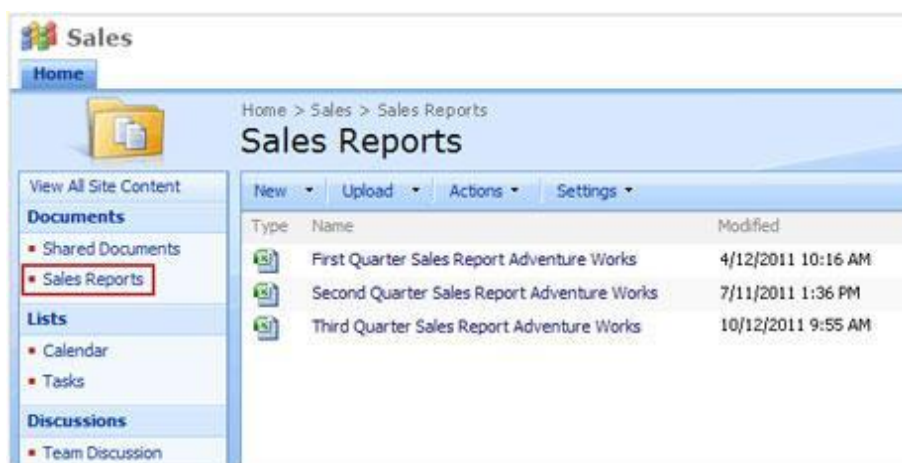 Sales
Home
Home > Sales > Sales Reports
Sales Reports
View All Site Content
Documents
Shared Documents
Sales Reports
Lists
Calendar
Tasks
Discussions
Team Discussion
New Upload Actions Settings
Type Name Modified
First Quarter Sales Report Adventure Works 4/12/2011 10:16 AM
Second Quarter Sales Report Adventure Works 7/11/2011 1:36 PM
Third Quarter Sales Report Adventure Works 10/12/2011 9:55 AM